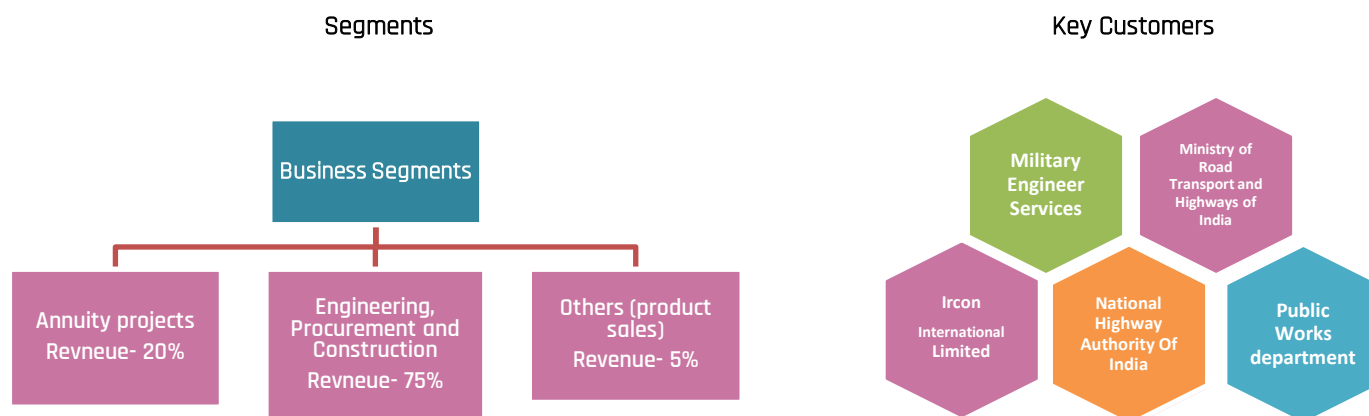 Segments
Business Segments
Annuity projects
Revneue- 20%
Engineering,
Procurement and
Construction
Revneue- 75%
Others (product
sales)
Revenue- 5%
Key Customers
Military
Engineer
Services
Ministry of
Road
Transport and
Highways of
India
Ircon
International
Limited
National
Highway
Authority Of
India
Public
Works
department